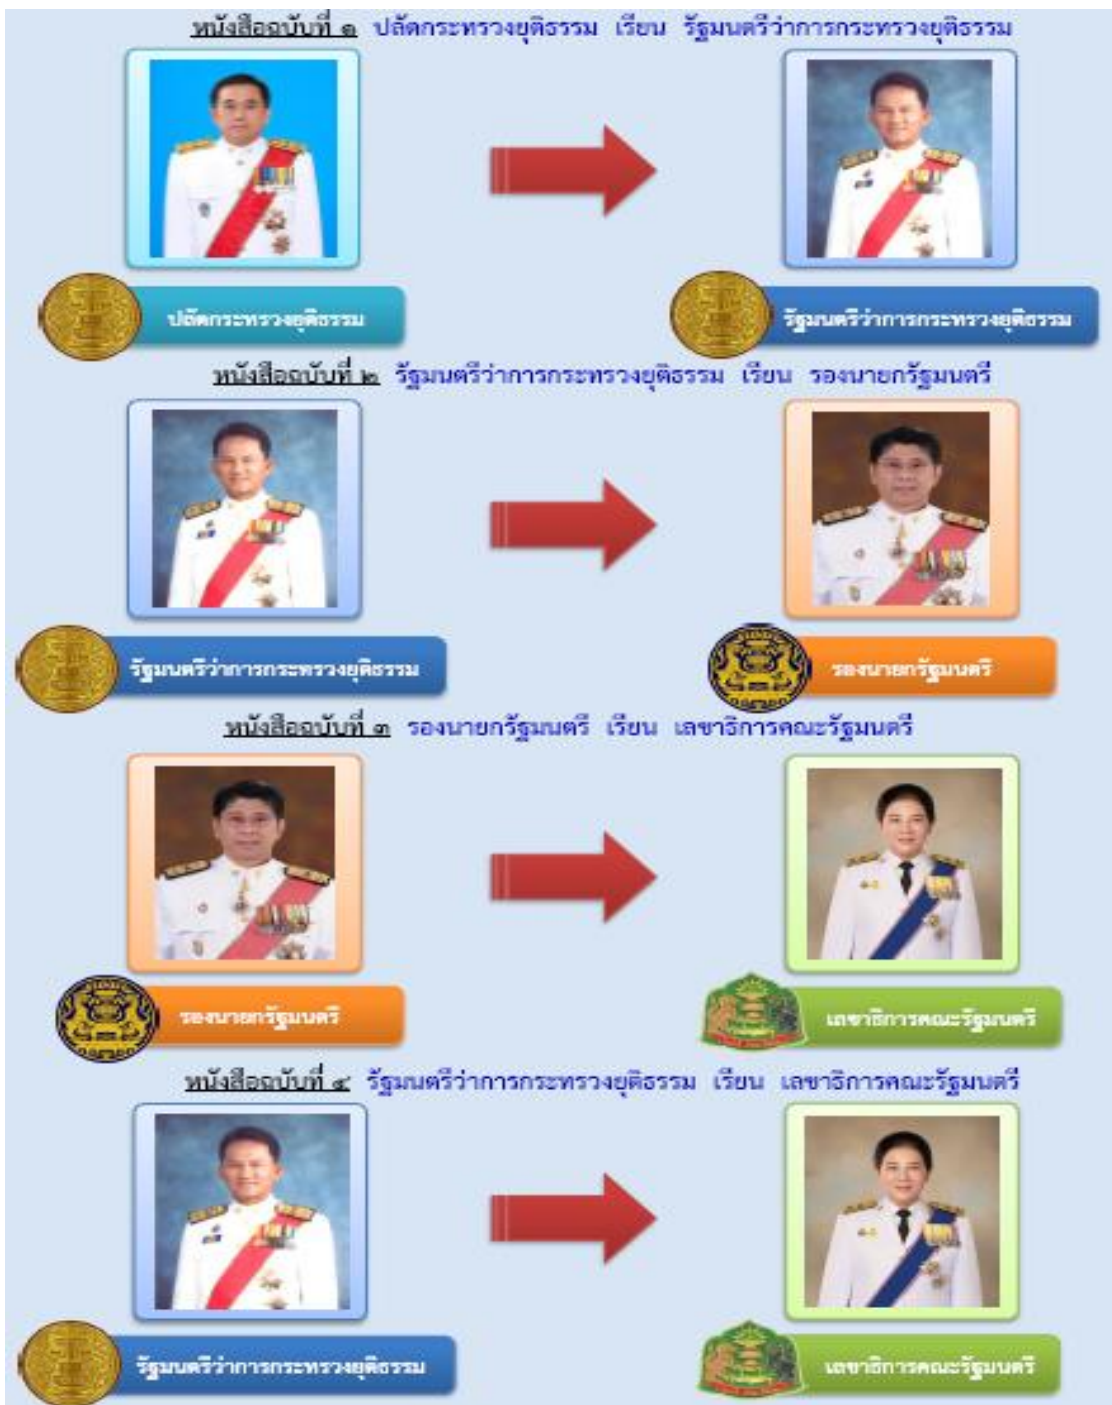 หนังสือฉบับที่ ๑ ปลัดกระทรวงยุติธรรม เรียน รัฐมนตรีว่าการกระทรวงยุติธรรม
ปลัดกระทรวงยุติธรรม รัฐมนตรีว่าการกระทรวงยุติธรรม
หนังสือฉบับที่ ๒ รัฐมนตรีว่าการกระทรวงยุติธรรม เรียน รองนายกรัฐมนตรี
รัฐมนตรีว่าการกระทรวงยุติธรรม รองนายกรัฐมนตรี
หนังสือฉบับที่ ๓ รองนายกรัฐมนตรี เรียน เลขาธิการคณะรัฐมนตรี
รองนายกรัฐมนตรี เลขาธิการคณะรัฐมนตรี
หนังสือฉบับที่ ๔ รัฐมนตรีว่าการกระทรวงยุติธรรม เรียน เลขาธิการคณะรัฐมนตรี
รัฐมนตรีว่าการกระทรวงยุติธรรม เลขาธิการคณะรัฐมนตรี